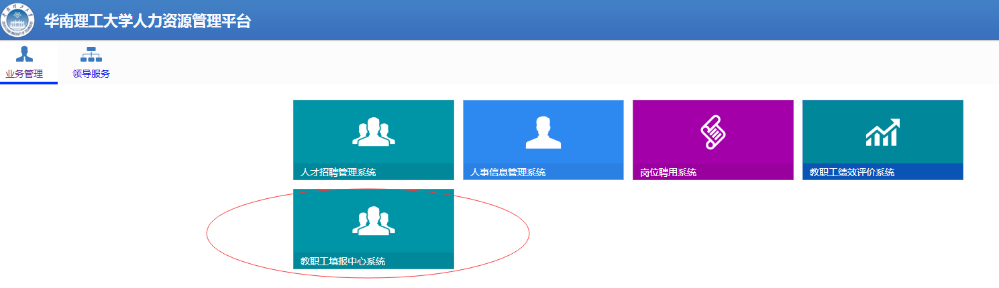 华南理工大学人力资源管理平台
业务管理
领导服务
人才招聘管理系统
人事信息管理系统
岗位聘用系统
教职工绩效评价系统
教职工填报中心系统